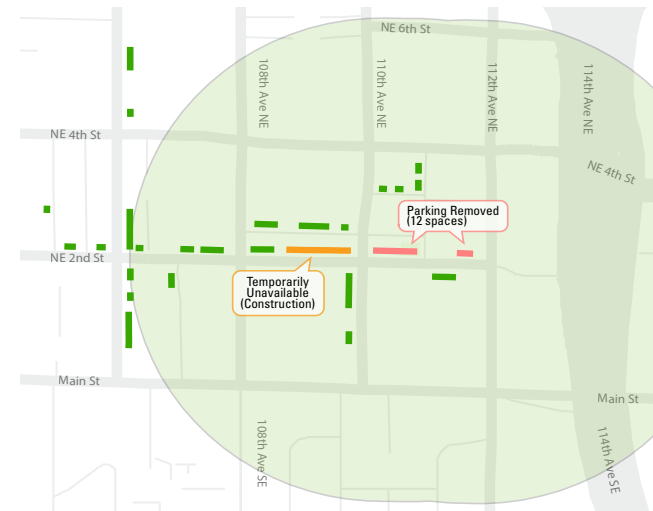 NE 6th St
108th Ave NE
110th Ave NE
112th Ave NE
114th Ave NE
NE 4th St
NE 4th St
Parking Removed
(12 spaces)
NE 2nd St
Temporarily
Unavailable
(Construction)
Main St
Main St
108th Ave SE
114th Ave SE